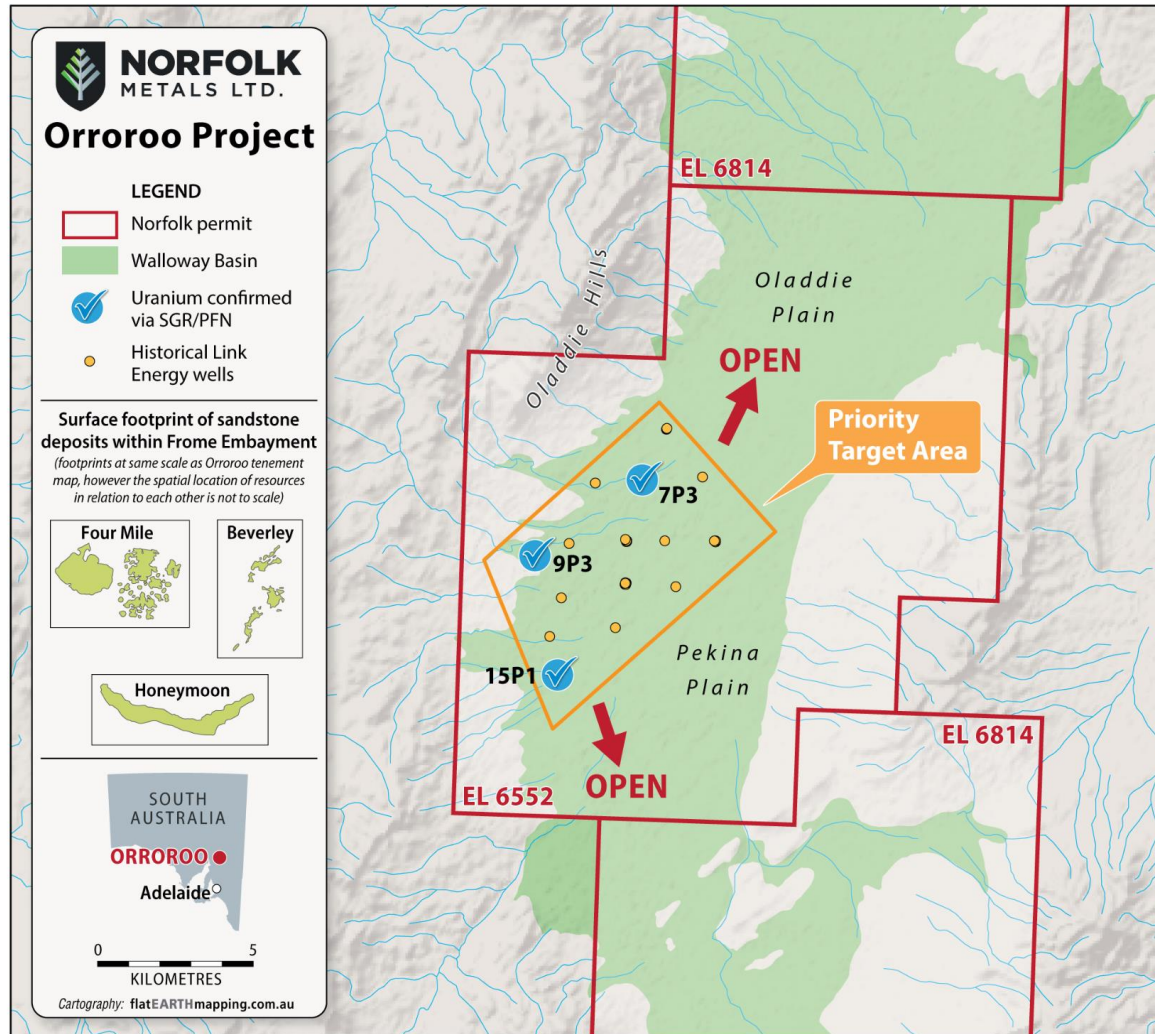 NORFOLK
METALS LTD.
Orroroo Project
LEGEND
Norfolk permit
Walloway Basin
Uranium confirmed
via SGR/PFN
Historical Link
Energy wells
Surface footprint of sandstone
deposits within Frome Embayment
(footprints at same scale as Orroroo tenement
map, however the spatial location of resources
in relation to each other is not to scale)
Four Mile
Beverley
Honeymoon
SOUTH
AUSTRALIA
ORROROO
Adelaide
0 5
KILOMETRES
Cartography: flatEARTHmapping.com.au
EL 6814
Oladdie Hills
Oladdie
Plain
OPEN
Priority
Target Area
7P3
9P3
15P1
Pekina
Plain
OPEN
EL 6552
EL 6814